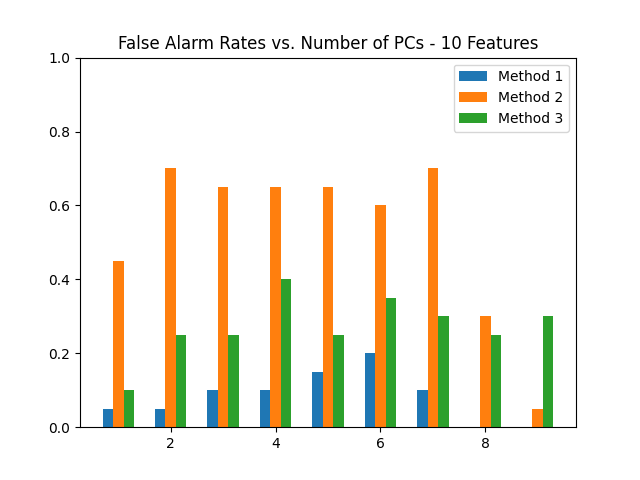 False Alarm Rates vs. Number of PCs - 10 Features
1.0
0.8
0.6
0.4
0.2
0.0
2
4
6
8
Method 1
Method 2
Method 3